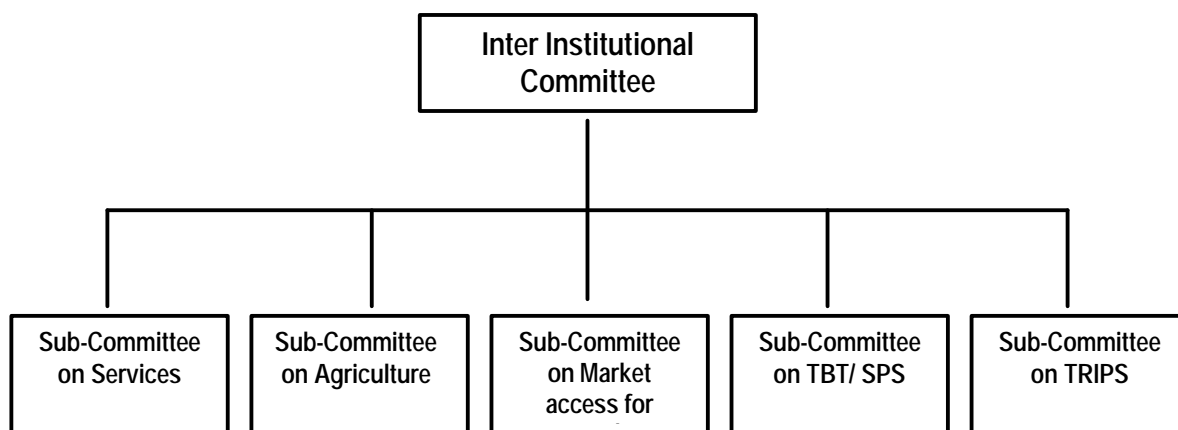 Inter Institutional
Committee
Sub-Committee
on Services
Sub-Committee
on Agriculture
Sub-Committee
on Market
access for
Sub-Committee
on TBT/ SPS
Sub-Committee
on TRIPS